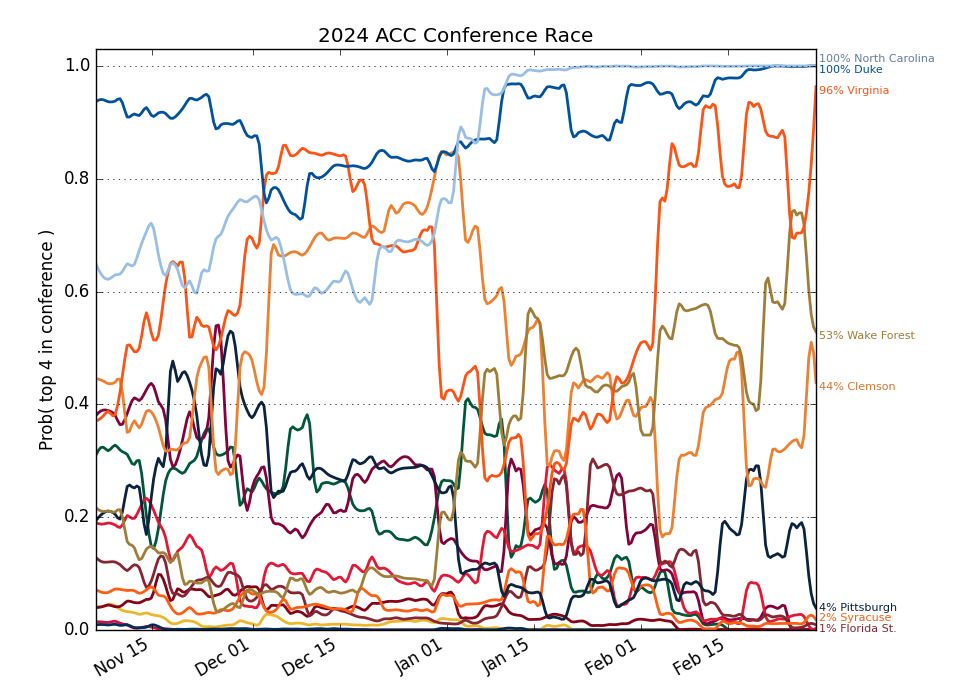 2024 ACC Conference Race
Prob( top 4 in conference )
1.0
0.8
0.6
0.4
0.2
0.0
Nov 15
Dec 01
Dec 15
Jan 01
Jan 15
Feb 01
Feb 15
100% North Carolina
100% Duke
96% Virginia
53% Wake Forest
44% Clemson
4% Pittsburgh
2% Syracuse
1% Florida St.